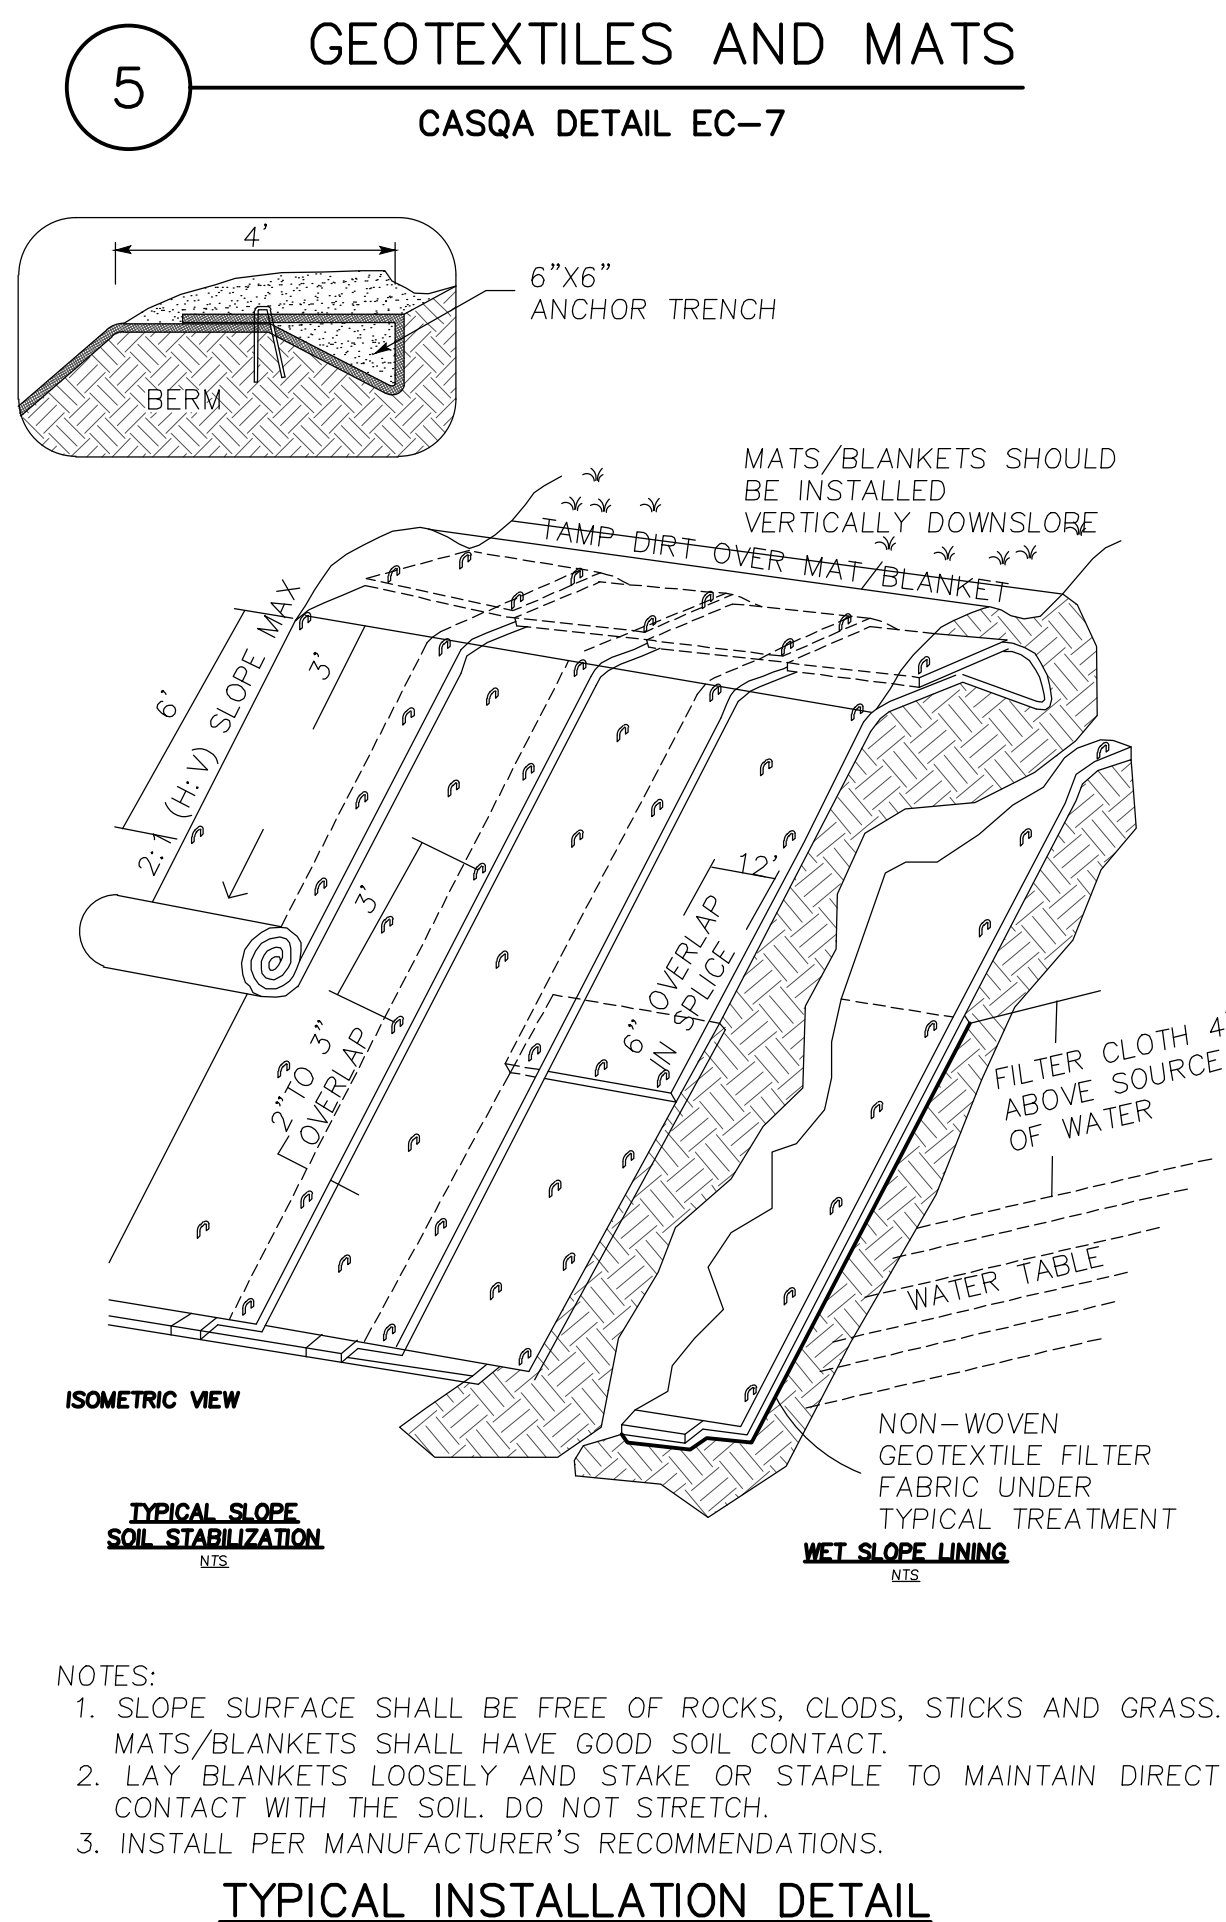 5
GEOTEXTILES AND MATS
CASQA DETAIL EC-7
4'
6"X6"
ANCHOR TRENCH
BERM
MATS/BLANKETS SHOULD
BE INSTALLED
VERTICALLY DOWNSLOPE
TAMP DIRT OVER MAT/BLANKET
6'
2:1 (H:V) SLOPE MAX
3'
3'
12'
6" OVERLAP
IN SPLICE
2" TO 3"
OVERLAP
FILTER CLOTH 4'
ABOVE SOURCE
OF WATER
WATER TABLE
ISOMETRIC VIEW
NON-WOVEN
GEOTEXTILE FILTER
FABRIC UNDER
TYPICAL TREATMENT
TYPICAL SLOPE
SOIL STABILIZATION
NTS
WET SLOPE LINING
NTS
NOTES:
1. SLOPE SURFACE SHALL BE FREE OF ROCKS, CLODS, STICKS AND GRASS.
MATS/BLANKETS SHALL HAVE GOOD SOIL CONTACT.
2. LAY BLANKETS LOOSELY AND STAKE OR STAPLE TO MAINTAIN DIRECT
CONTACT WITH THE SOIL. DO NOT STRETCH.
3. INSTALL PER MANUFACTURER'S RECOMMENDATIONS.
TYPICAL INSTALLATION DETAIL